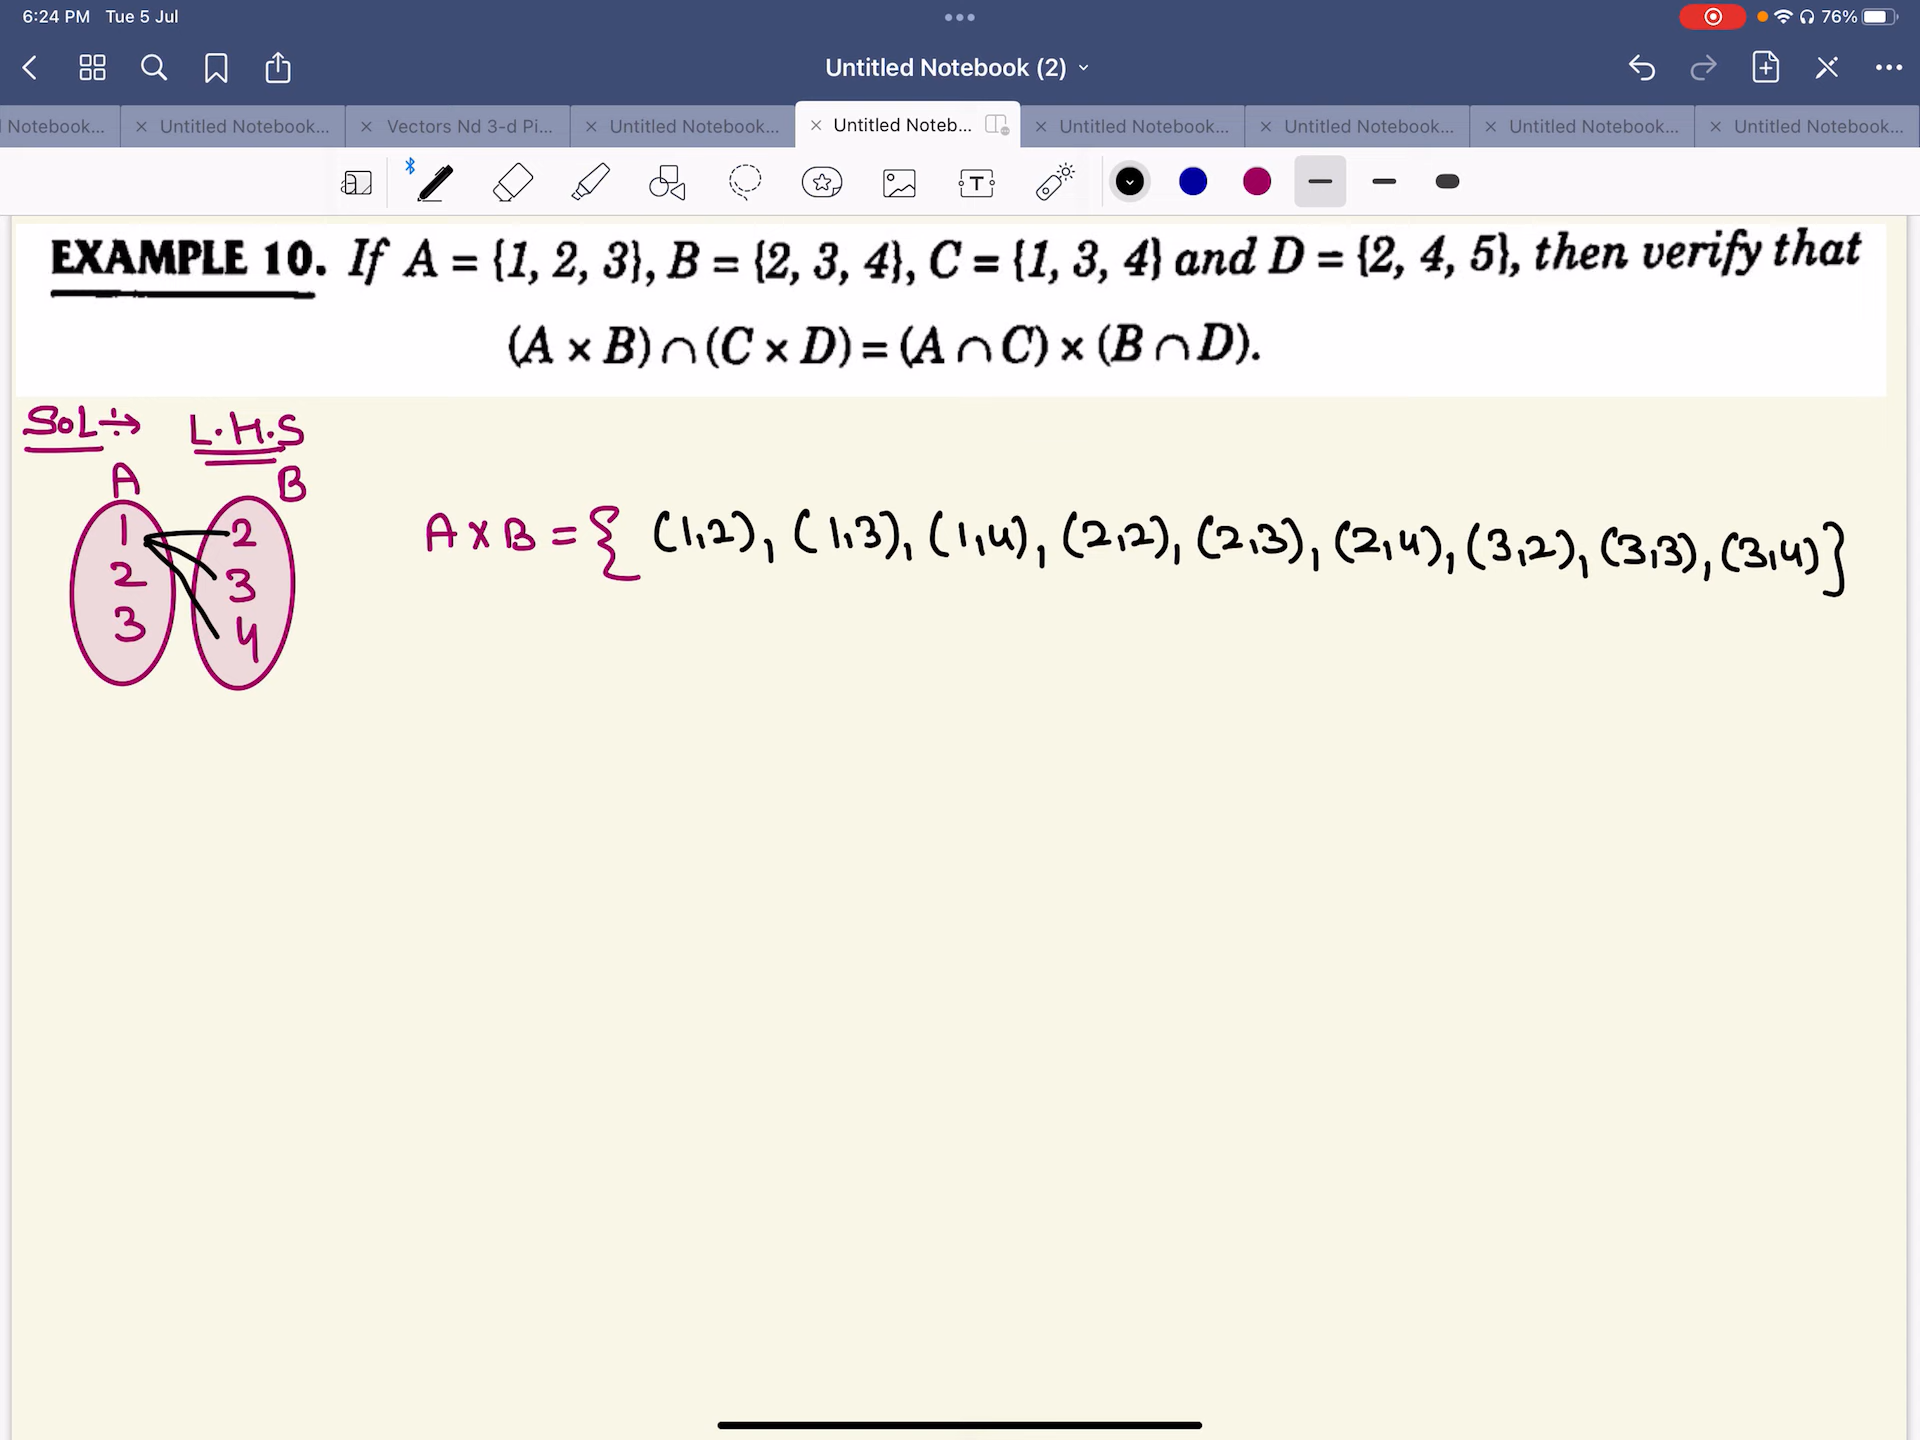 6:24 PM Tue 5 Jul
76%
Untitled Notebook (2)
Notebook... Untitled Notebook... Vectors Nd 3-d Pi... Untitled Notebook... Untitled Noteb... Untitled Notebook... Untitled Notebook... Untitled Notebook... Untitled Notebook...
EXAMPLE 10. If A = {1, 2, 3}, B = {2, 3, 4}, C = {1, 3, 4} and D = {2, 4, 5}, then verify that
(A × B) ∩ (C × D) = (A ∩ C) × (B ∩ D).
Sol÷→ L.H.S
A B
1 2
2 3
3 4
A×B = { (1,2), (1,3), (1,4), (2,2), (2,3), (2,4), (3,2), (3,3), (3,4)}